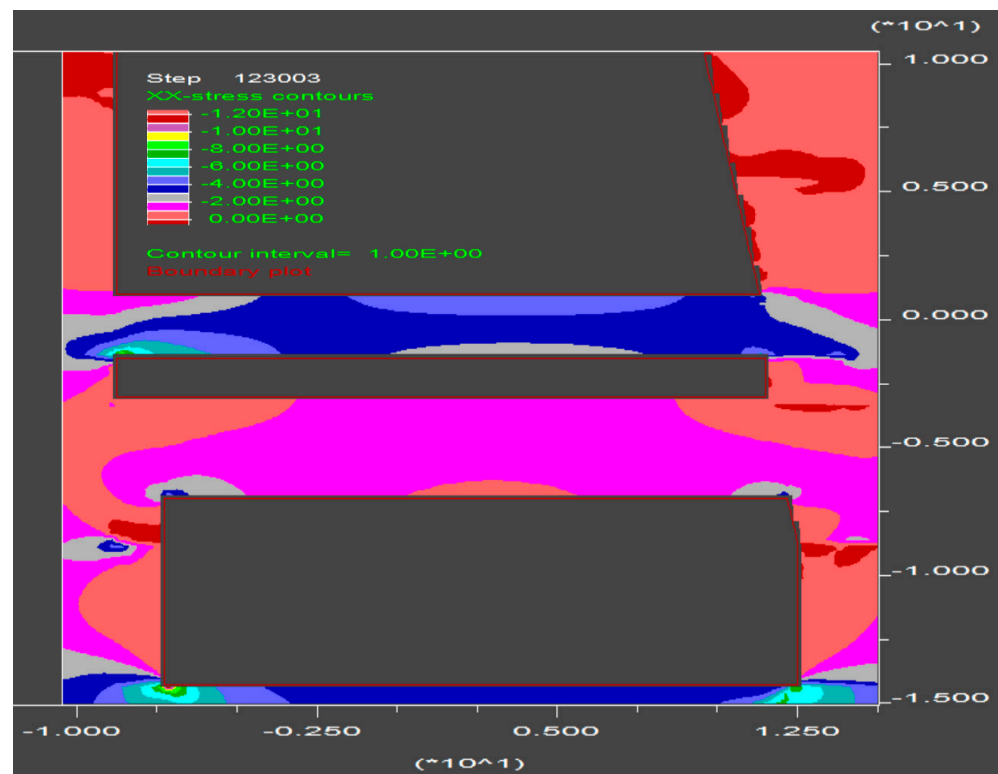 (*10^1)
1.000
Step 123003
XX-stress contours
-1.20E+01
-1.00E+01
-8.00E+00
-6.00E+00
-4.00E+00
-2.00E+00
0.00E+00
Contour interval= 1.00E+00
Boundary plot
0.500
0.000
-0.500
-1.000
-1.500
-1.000 -0.250 0.500 1.250
(*10^1)